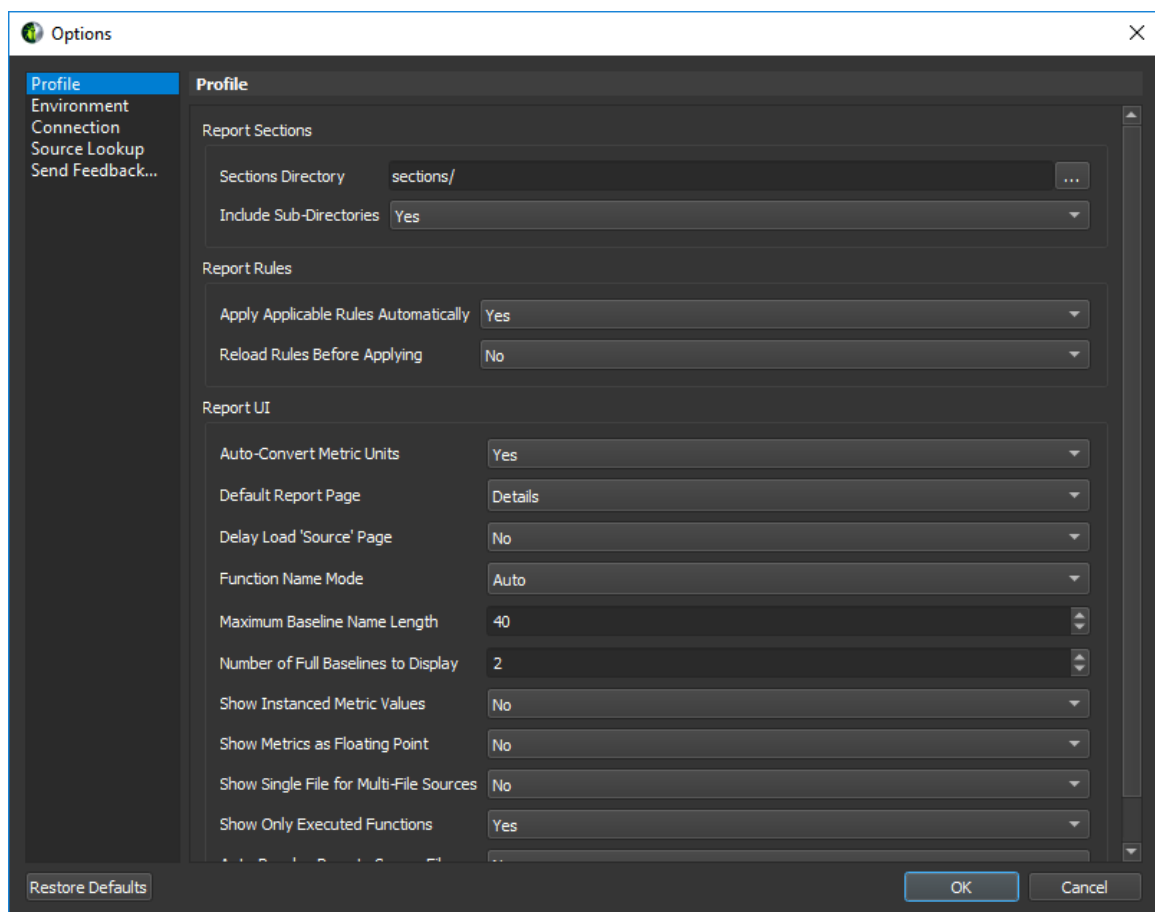 Options
Profile
Environment
Connection
Source Lookup
Send Feedback...
Profile
Report Sections
Sections Directory sections/ ...
Include Sub-Directories Yes
Report Rules
Apply Applicable Rules Automatically Yes
Reload Rules Before Applying No
Report UI
Auto-Convert Metric Units Yes
Default Report Page Details
Delay Load 'Source' Page No
Function Name Mode Auto
Maximum Baseline Name Length 40
Number of Full Baselines to Display 2
Show Instanced Metric Values No
Show Metrics as Floating Point No
Show Single File for Multi-File Sources No
Show Only Executed Functions Yes
Restore Defaults OK Cancel